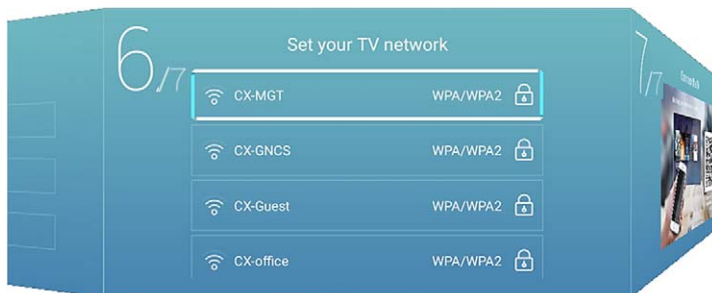 6/7
Set your TV network
CX-MGT WPA/WPA2
CX-GNCS WPA/WPA2
CX-Guest WPA/WPA2
CX-office WPA/WPA2
7/7